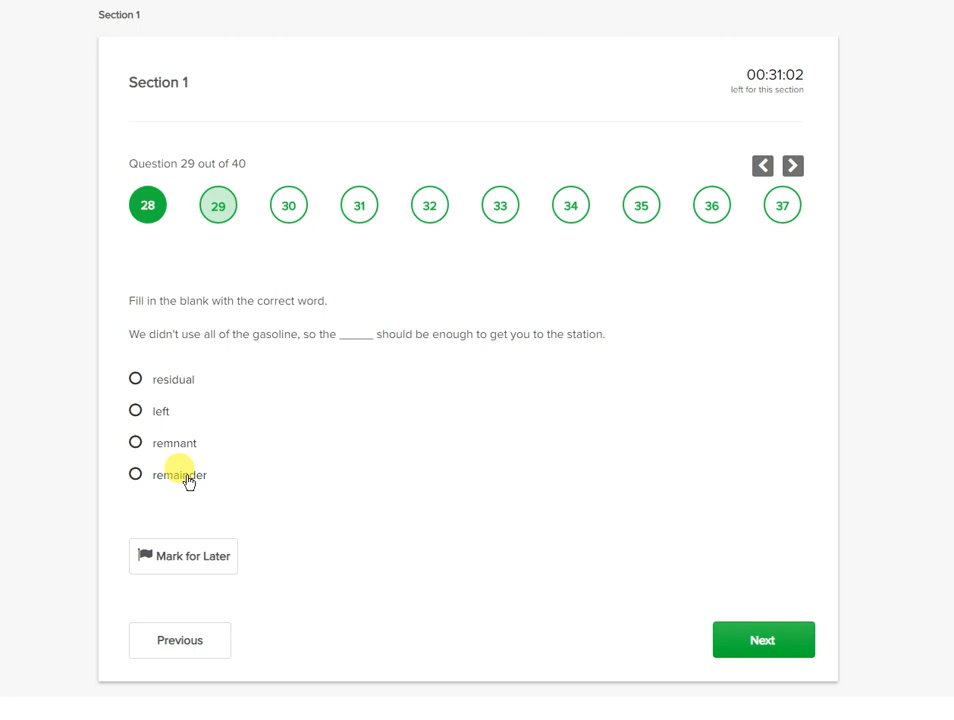 Section 1
Section 1
00:31:02
left for this section
Question 29 out of 40
28 29 30 31 32 33 34 35 36 37
Fill in the blank with the correct word.
We didn't use all of the gasoline, so the _____ should be enough to get you to the station.
residual
left
remnant
remainder
Mark for Later
Previous
Next